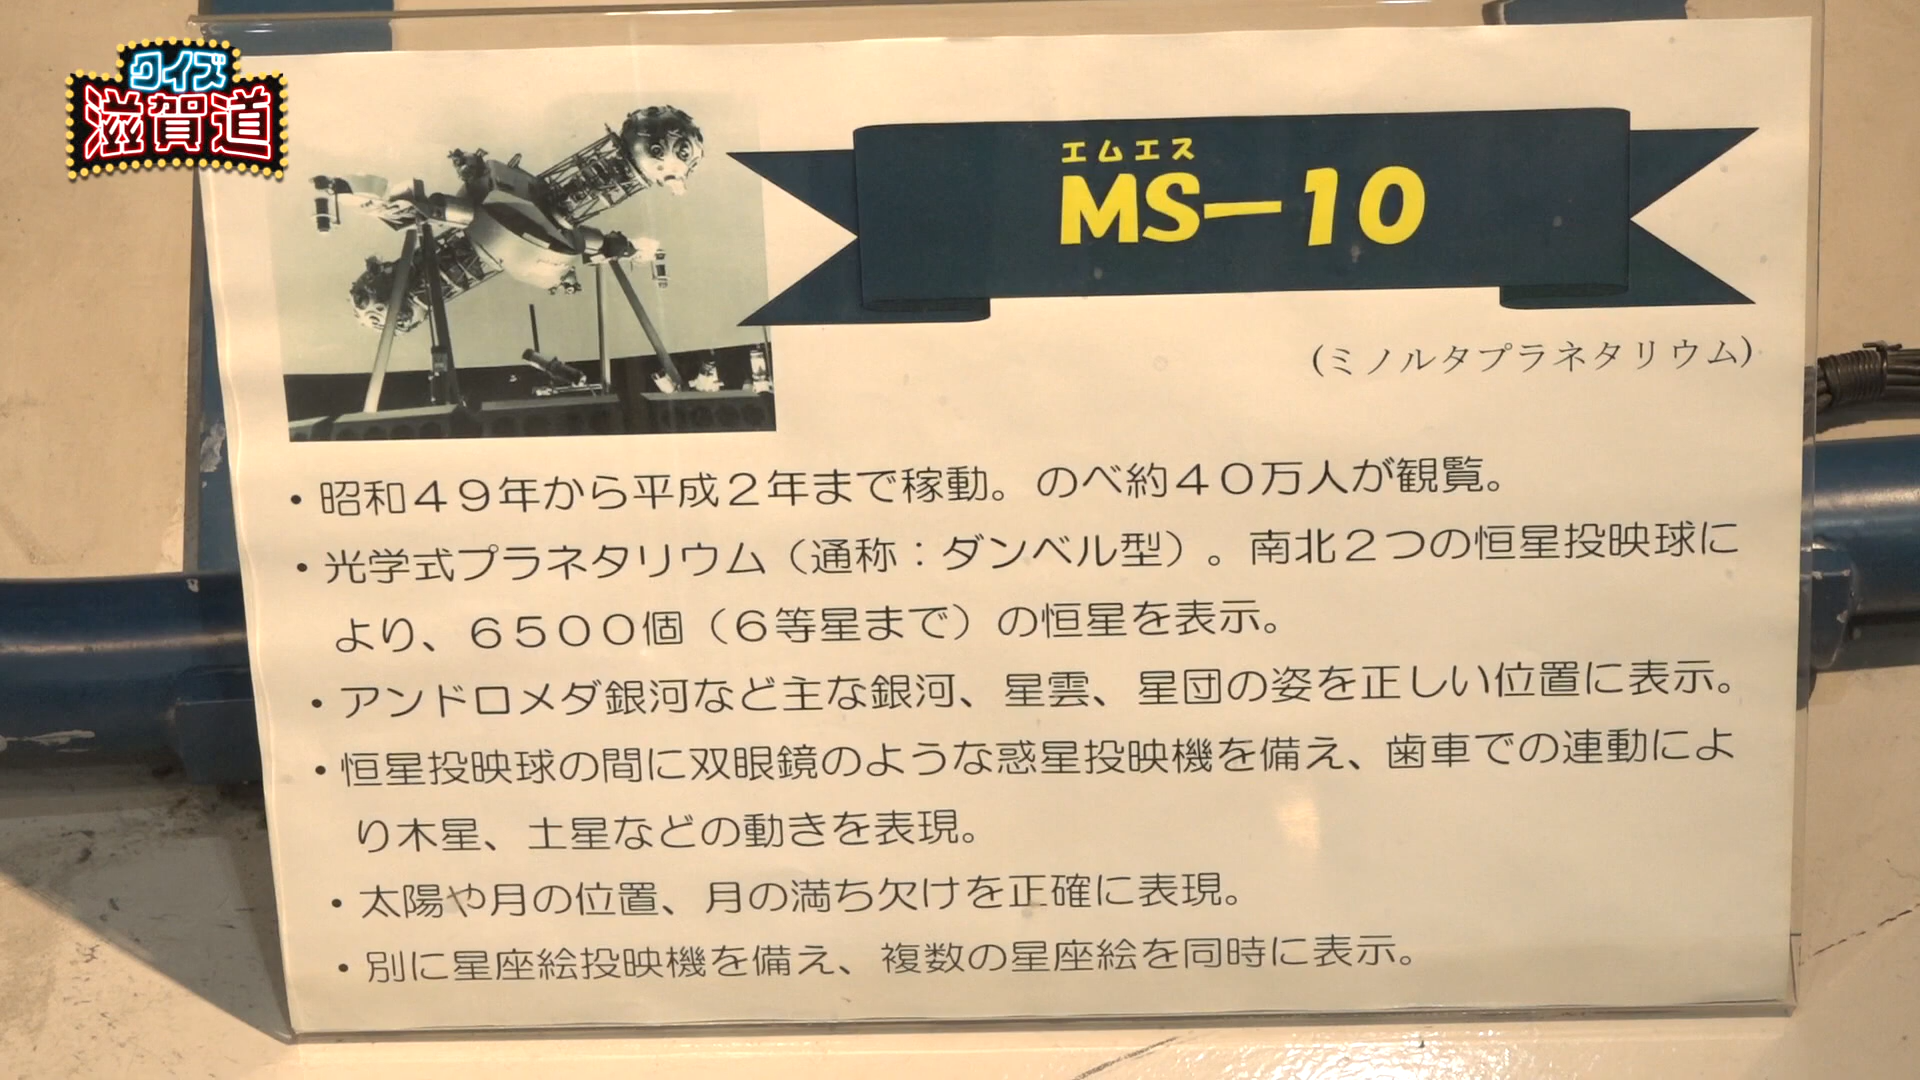 クイズ
滋賀道
エムエス
MS－10
(ミノルタプラネタリウム)
・昭和４９年から平成２年まで稼動。のべ約４０万人が観覧。
・光学式プラネタリウム（通称：ダンベル型）。南北２つの恒星投映球に
より、６５００個（６等星まで）の恒星を表示。
・アンドロメダ銀河など主な銀河、星雲、星団の姿を正しい位置に表示。
・恒星投映球の間に双眼鏡のような惑星投映機を備え、歯車での連動によ
り木星、土星などの動きを表現。
・太陽や月の位置、月の満ち欠けを正確に表現。
・別に星座絵投映機を備え、複数の星座絵を同時に表示。